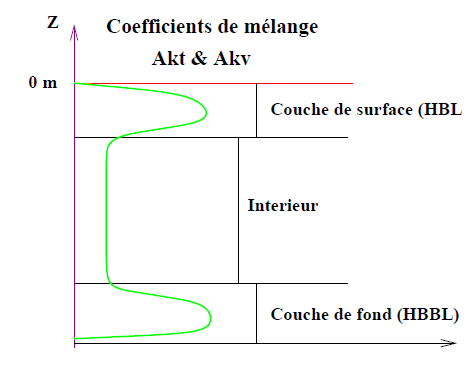 Z
Coefficients de mélange
Akt & Akv
0 m
Couche de surface (HBL
Interieur
Couche de fond (HBBL)